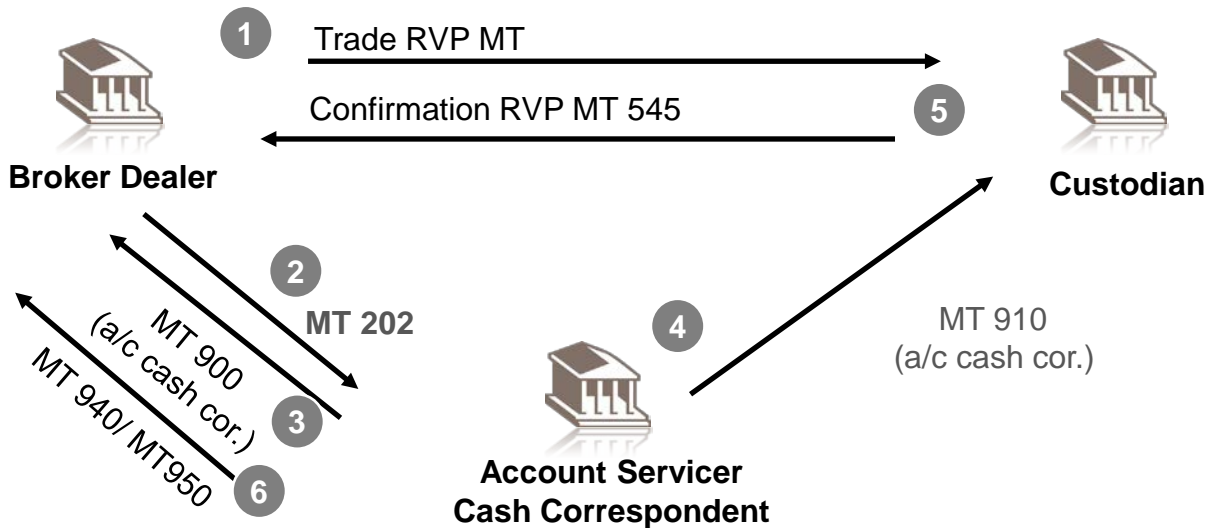 1
Trade RVP MT
Confirmation RVP MT 545
5
Broker Dealer
Custodian
2
MT 202
MT 900
(a/c cash cor.)
3
MT 940/ MT950
6
4
MT 910
(a/c cash cor.)
Account Servicer
Cash Correspondent